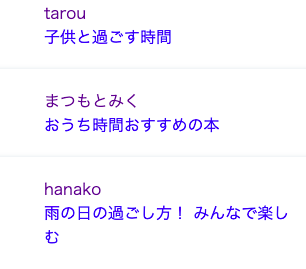 tarou
子供と過ごす時間
まつもとみく
おうち時間おすすめの本
hanako
雨の日の過ごし方！ みんなで楽し
む